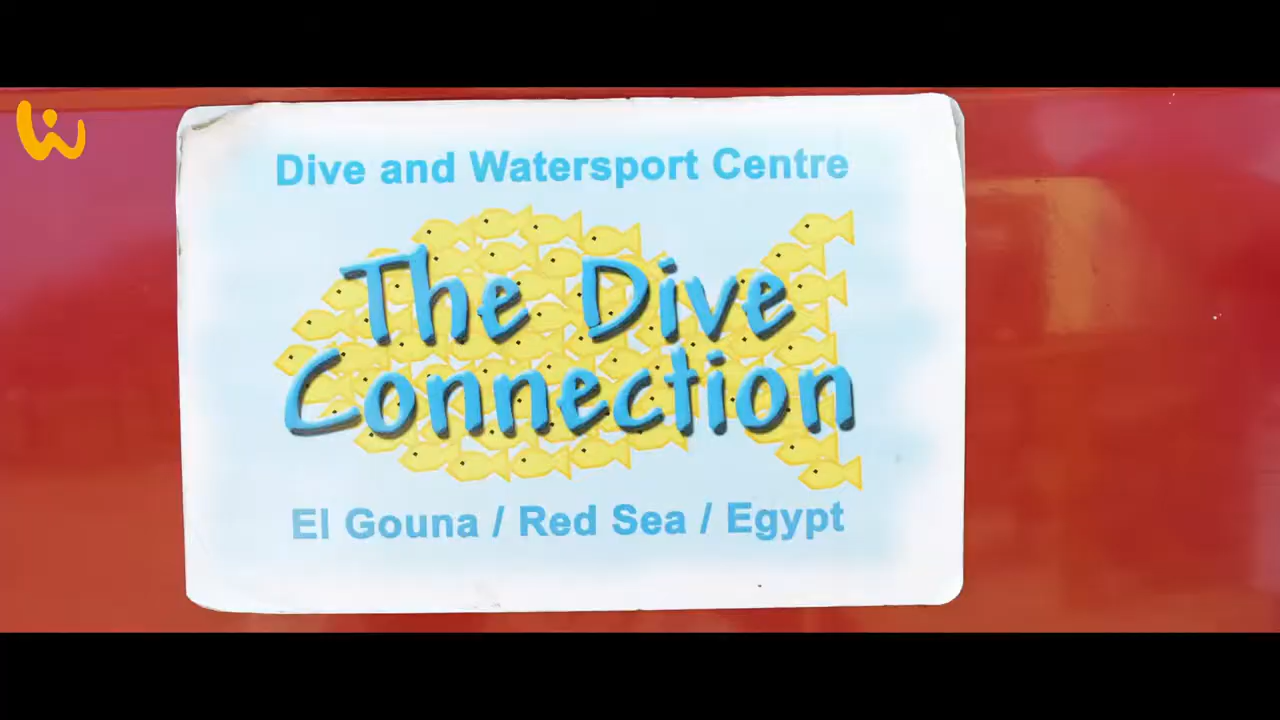 Dive and Watersport Centre
The Dive
Connection
El Gouna / Red Sea / Egypt